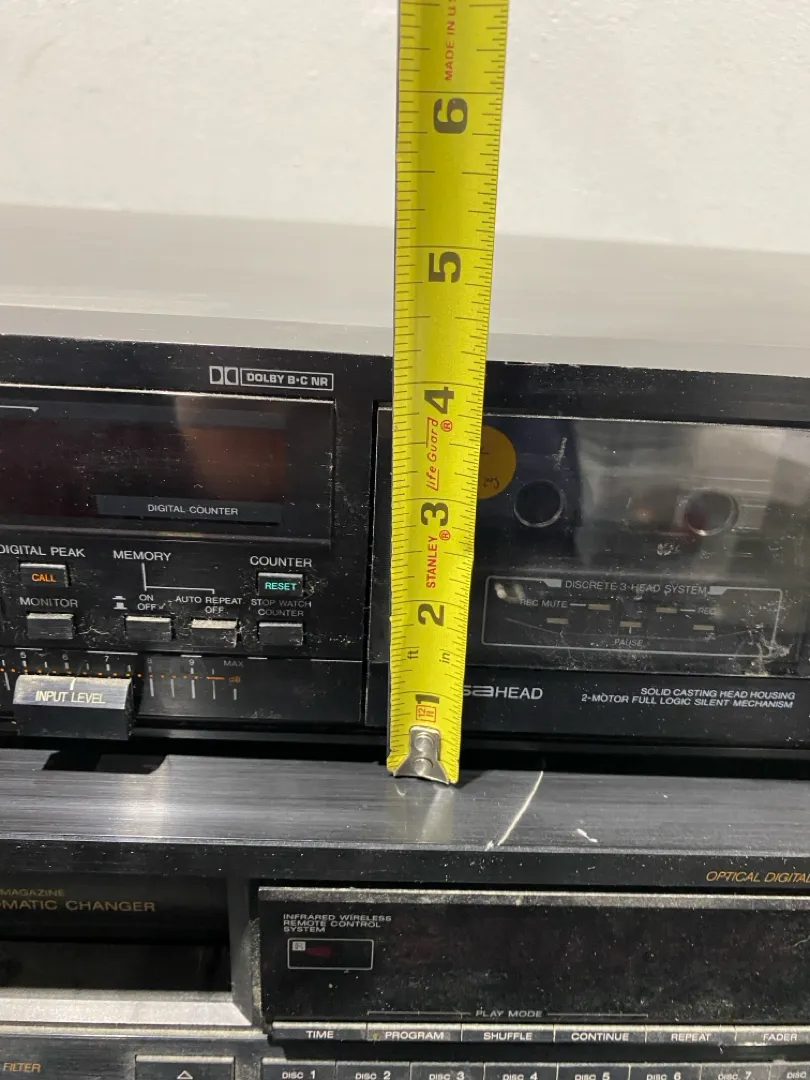 MADE IN U
6
5
DOLBY B·C NR
4
Life Guard®
DIGITAL COUNTER
3
STANLEY®
DIGITAL PEAK
MEMORY
COUNTER
CALL
RESET
DISCRETE 3-HEAD SYSTEM
MONITOR
ON
OFF
AUTO REPEAT
OFF
STOP WATCH
COUNTER
REC MUTE
REC
2
PAUSE
ft
in
5 6 7 8 9 MAX
dB
INPUT LEVEL
1
HEAD
SOLID CASTING HEAD HOUSING
2-MOTOR FULL LOGIC SILENT MECHANISM
OPTICAL DIGITAL
MAGAZINE
MATIC CHANGER
INFRARED WIRELESS
REMOTE CONTROL
SYSTEM
R
PLAY MODE
TIME PROGRAM SHUFFLE CONTINUE REPEAT FADER
FILTER
DISC 1 DISC 2 DISC 3 DISC 4 DISC 5 DISC 6 DISC 7 DISC